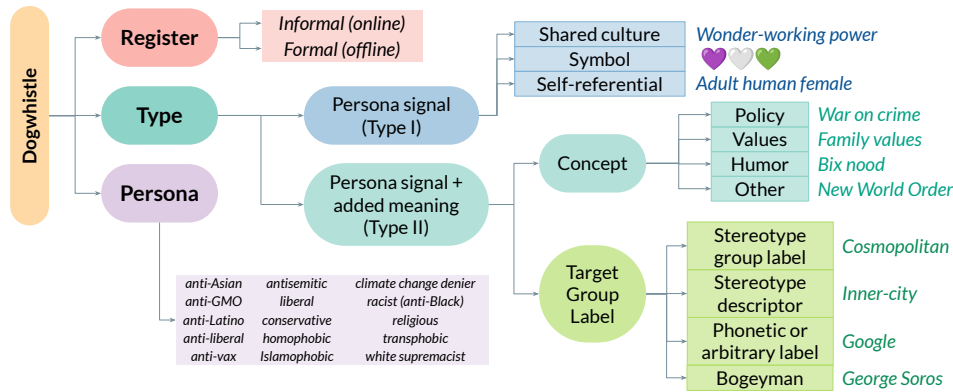 Dogwhistle
Register
Informal (online)
Formal (offline)
Type
Persona signal
(Type I)
Shared culture
Wonder-working power
Symbol
Self-referential
Adult human female
Persona signal +
added meaning
(Type II)
Concept
Policy
War on crime
Values
Family values
Humor
Bix nood
Other
New World Order
Target
Group
Label
Stereotype
group label
Cosmopolitan
Stereotype
descriptor
Inner-city
Phonetic or
arbitrary label
Google
Bogeyman
George Soros
Persona
anti-Asian antisemitic climate change denier
anti-GMO liberal racist (anti-Black)
anti-Latino conservative religious
anti-liberal homophobic transphobic
anti-vax Islamophobic white supremacist